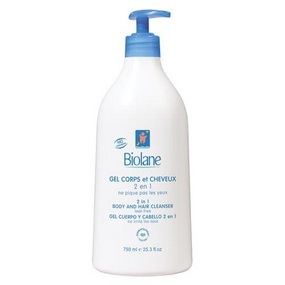 Biolane
GEL CORPS et CHEVEUX
2 en 1
ne pique pas les yeux
2 in 1
BODY AND HAIR CLEANSER
tear free
GEL CUERPO Y CABELLO 2 en 1
750 ml e 25.3 fl oz